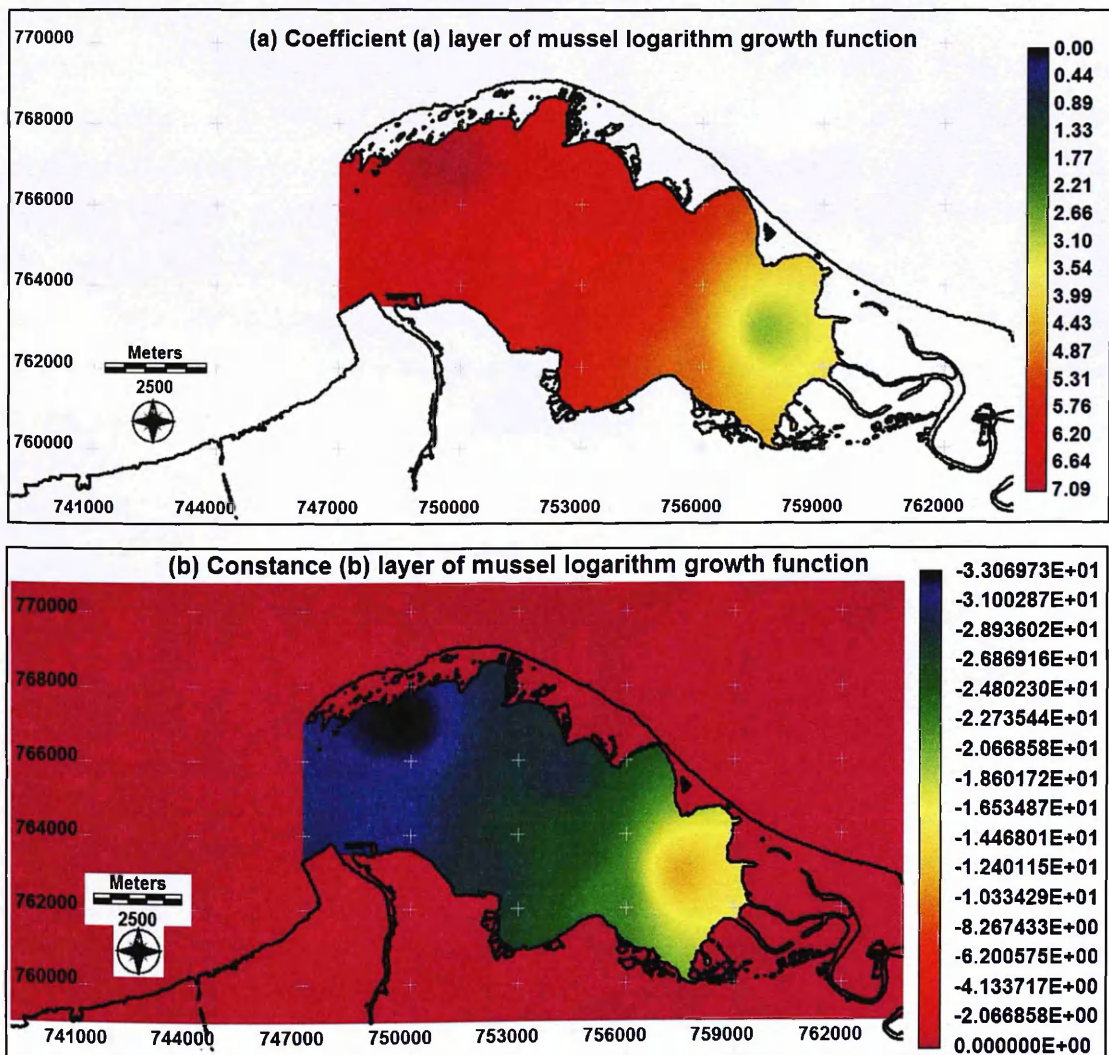 (a) Coefficient (a) layer of mussel logarithm growth function
770000
768000
766000
764000
762000
760000
Meters
2500
741000 744000 747000 750000 753000 756000 759000 762000
0.00
0.44
0.89
1.33
1.77
2.21
2.66
3.10
3.54
3.99
4.43
4.87
5.31
5.76
6.20
6.64
7.09
(b) Constance (b) layer of mussel logarithm growth function
770000
768000
766000
764000
762000
760000
Meters
2500
741000 744000 747000 750000 753000 756000 759000 762000
-3.306973E+01
-3.100287E+01
-2.893602E+01
-2.686916E+01
-2.480230E+01
-2.273544E+01
-2.066858E+01
-1.860172E+01
-1.653487E+01
-1.446801E+01
-1.240115E+01
-1.033429E+01
-8.267433E+00
-6.200575E+00
-4.133717E+00
-2.066858E+00
0.000000E+00